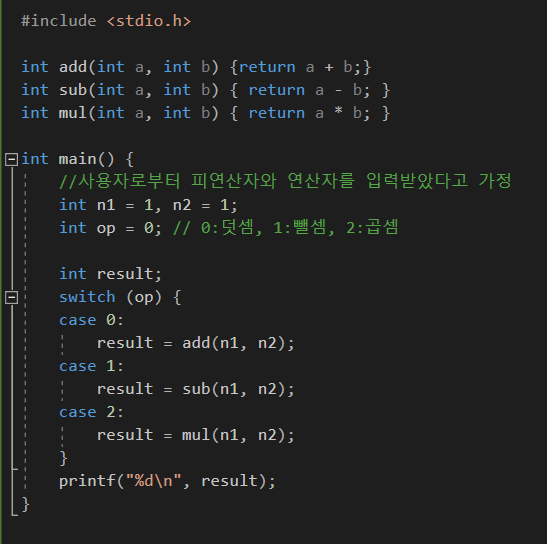 #include <stdio.h>
int add(int a, int b) {return a + b;}
int sub(int a, int b) { return a - b; }
int mul(int a, int b) { return a * b; }
int main() {
//사용자로부터 피연산자와 연산자를 입력받았다고 가정
int n1 = 1, n2 = 1;
int op = 0; // 0:덧셈, 1:뺄셈, 2:곱셈
int result;
switch (op) {
case 0:
result = add(n1, n2);
case 1:
result = sub(n1, n2);
case 2:
result = mul(n1, n2);
}
printf("%d\n", result);
}